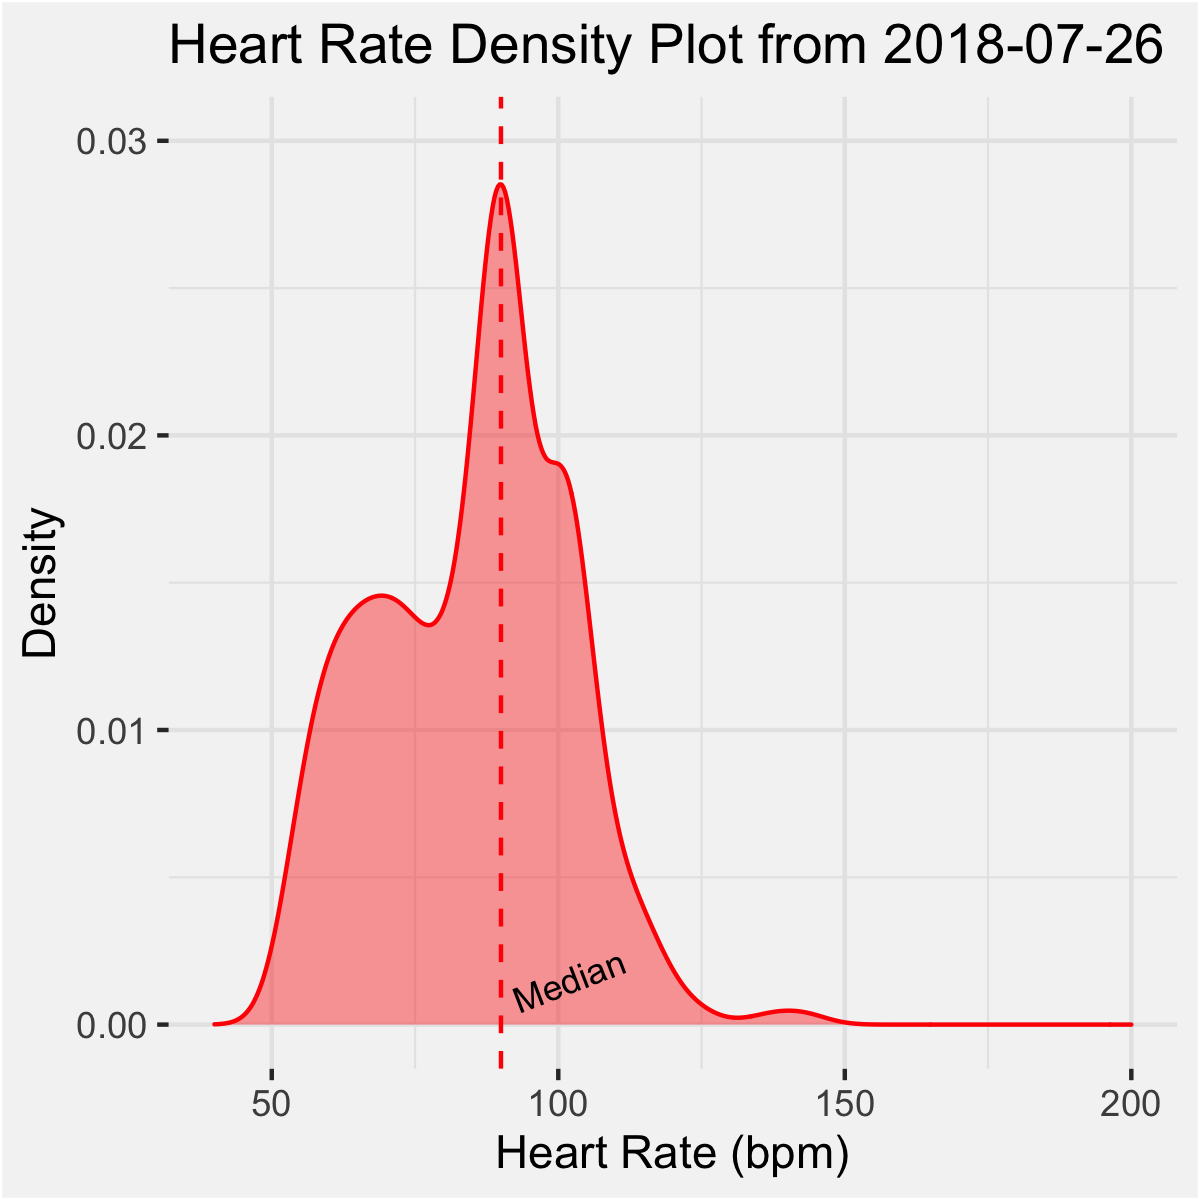 Heart Rate Density Plot from 2018-07-26
0.03
0.02
0.01
0.00
Density
Median
50 100 150 200
Heart Rate (bpm)